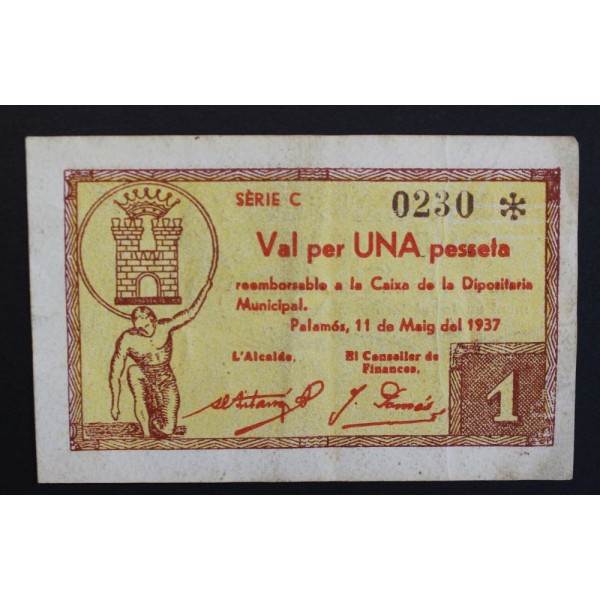 SÈRIE C 0230 *
Val per UNA pesseta
reemborsable a la Caixa de la Dipositaria
Municipal.
Palamós, 11 de Maig del 1937
L'Alcalde. El Conseller de
Finances.
J. Tomás
1